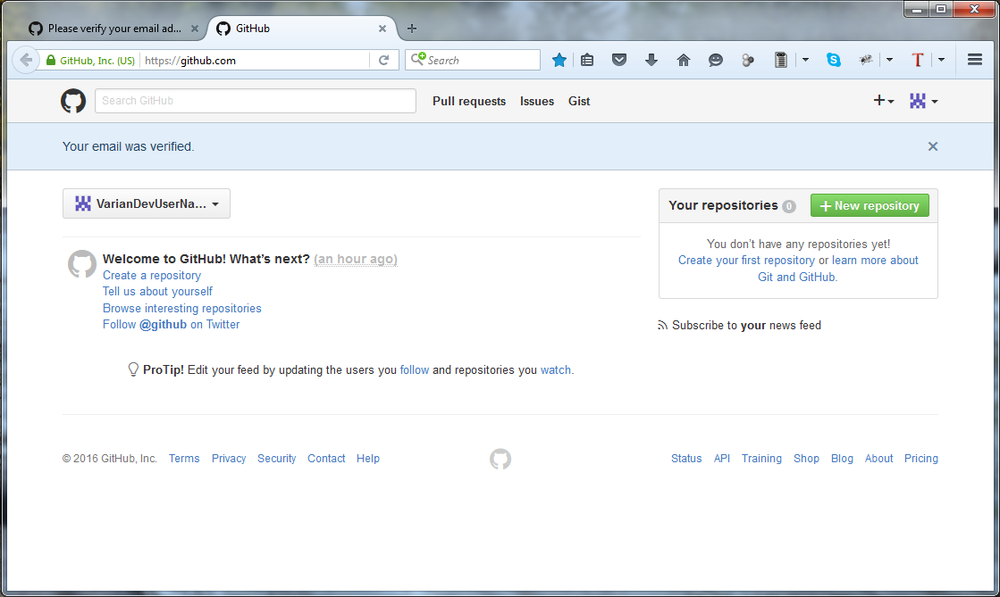 Please verify your email ad...
GitHub
GitHub, Inc. (US)
https://github.com
Search
Search GitHub
Pull requests
Issues
Gist
Your email was verified.
VarianDevUserNa...
Your repositories 0
New repository
You don't have any repositories yet!
Create your first repository or learn more about
Git and GitHub.
Welcome to GitHub! What's next? (an hour ago)
Create a repository
Tell us about yourself
Browse interesting repositories
Follow @github on Twitter
Subscribe to your news feed
ProTip! Edit your feed by updating the users you follow and repositories you watch.
© 2016 GitHub, Inc. Terms Privacy Security Contact Help
Status API Training Shop Blog About Pricing